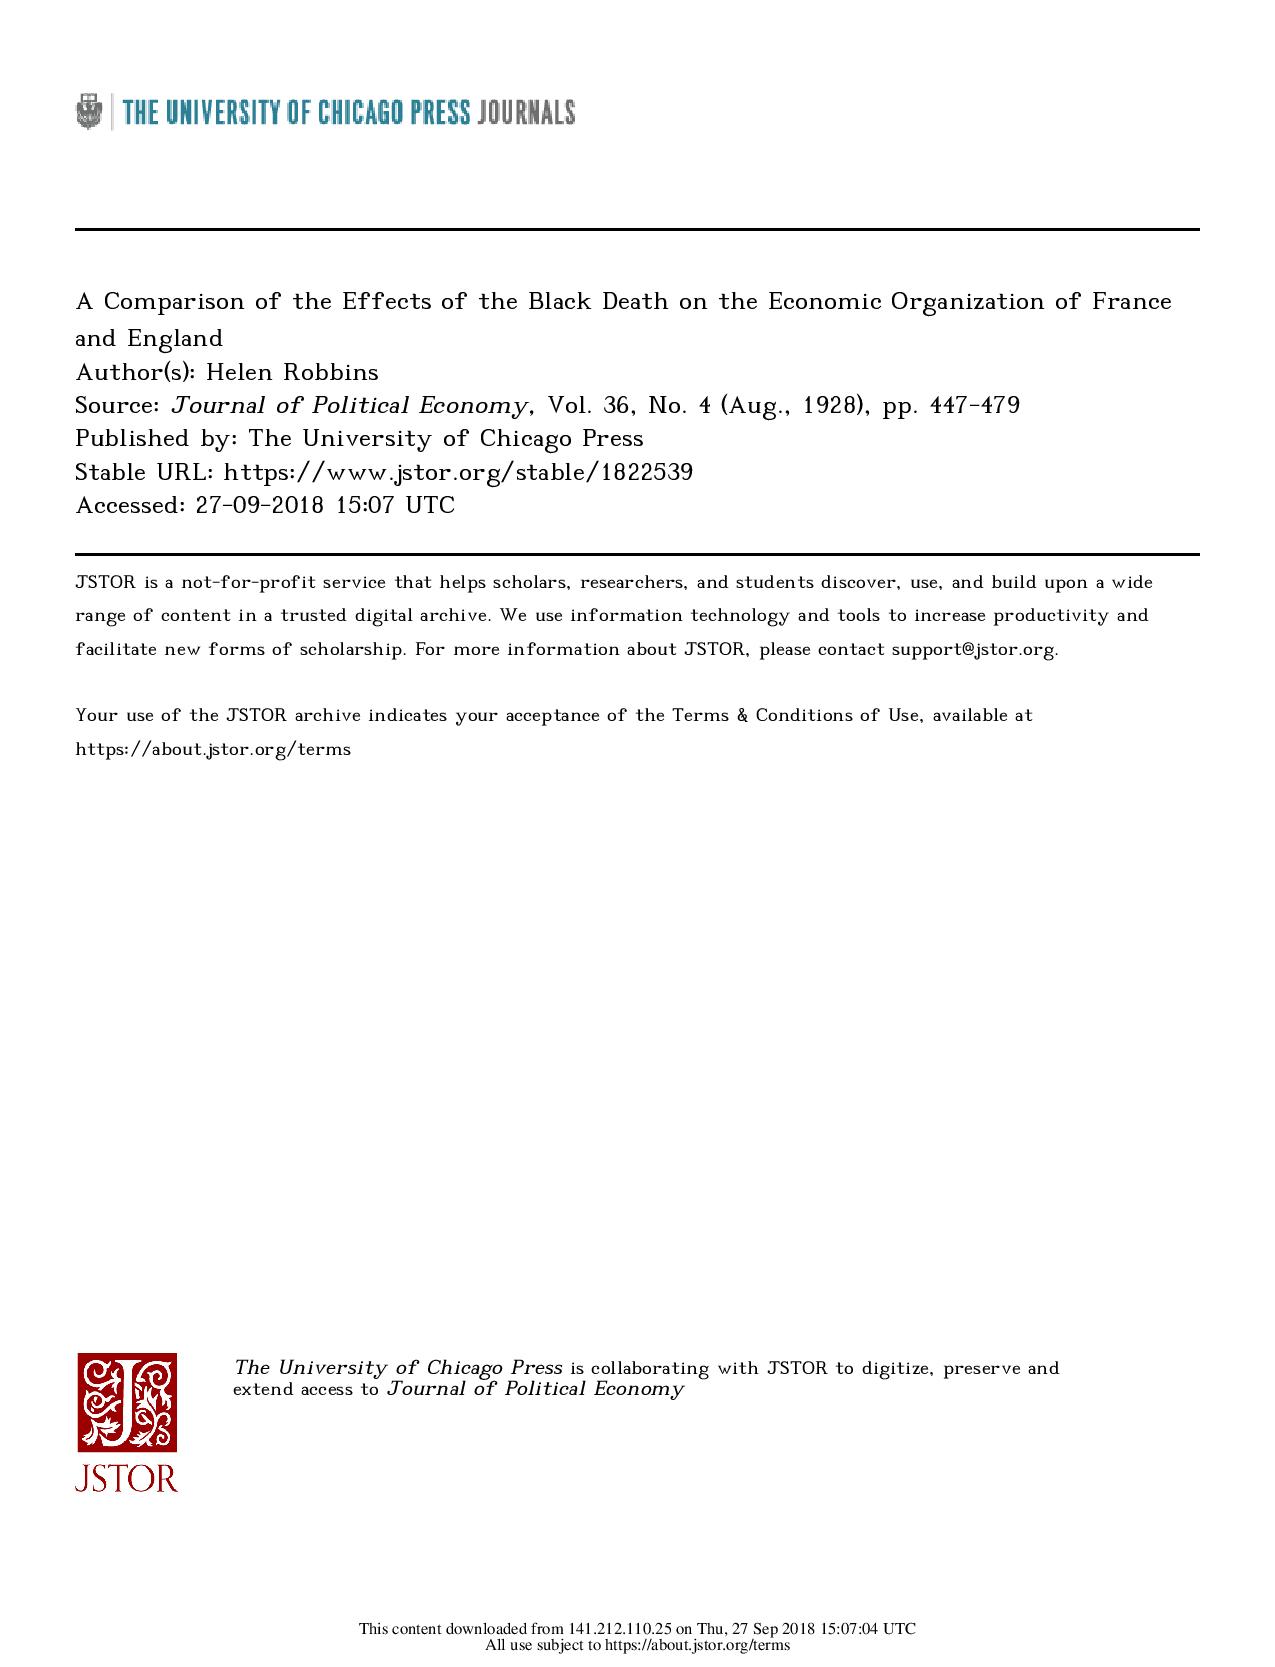 THE UNIVERSITY OF CHICAGO PRESS JOURNALS
A Comparison of the Effects of the Black Death on the Economic Organization of France
and England
Author(s): Helen Robbins
Source: Journal of Political Economy, Vol. 36, No. 4 (Aug., 1928), pp. 447-479
Published by: The University of Chicago Press
Stable URL: https://www.jstor.org/stable/1822539
Accessed: 27-09-2018 15:07 UTC
JSTOR is a not-for-profit service that helps scholars, researchers, and students discover, use, and build upon a wide
range of content in a trusted digital archive. We use information technology and tools to increase productivity and
facilitate new forms of scholarship. For more information about JSTOR, please contact support@jstor.org.
Your use of the JSTOR archive indicates your acceptance of the Terms & Conditions of Use, available at
https://about.jstor.org/terms
The University of Chicago Press is collaborating with JSTOR to digitize, preserve and
extend access to Journal of Political Economy
J
JSTOR
This content downloaded from 141.212.110.25 on Thu, 27 Sep 2018 15:07:04 UTC
All use subject to https://about.jstor.org/terms